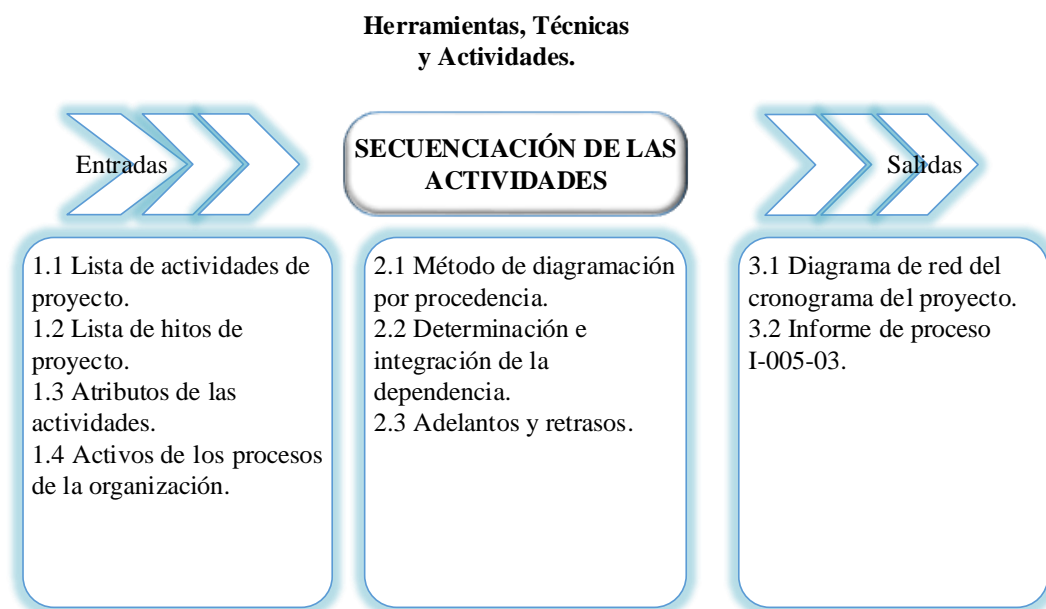 Herramientas, Técnicas
y Actividades.
Entradas
SECUENCIACIÓN DE LAS
ACTIVIDADES
Salidas
1.1 Lista de actividades de
proyecto.
1.2 Lista de hitos de
proyecto.
1.3 Atributos de las
actividades.
1.4 Activos de los procesos
de la organización.
2.1 Método de diagramación
por procedencia.
2.2 Determinación e
integración de la
dependencia.
2.3 Adelantos y retrasos.
3.1 Diagrama de red del
cronograma del proyecto.
3.2 Informe de proceso
I-005-03.